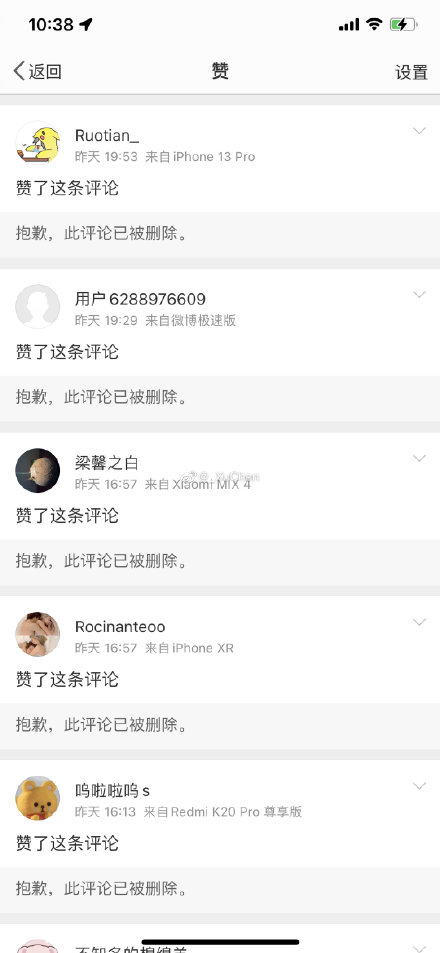 10:38
返回
赞
设置
Ruotian_
昨天 19:53 来自iPhone 13 Pro
赞了这条评论
抱歉，此评论已被删除。
用户6288976609
昨天 19:29 来自微博极速版
赞了这条评论
抱歉，此评论已被删除。
梁馨之白
@_XuChen
昨天 16:57 来自Xiaomi MIX 4
赞了这条评论
抱歉，此评论已被删除。
Rocinanteoo
昨天 16:57 来自iPhone XR
赞了这条评论
抱歉，此评论已被删除。
呜啦啦呜s
昨天 16:13 来自Redmi K20 Pro 尊享版
赞了这条评论
抱歉，此评论已被删除。
不知名的棉绵羊